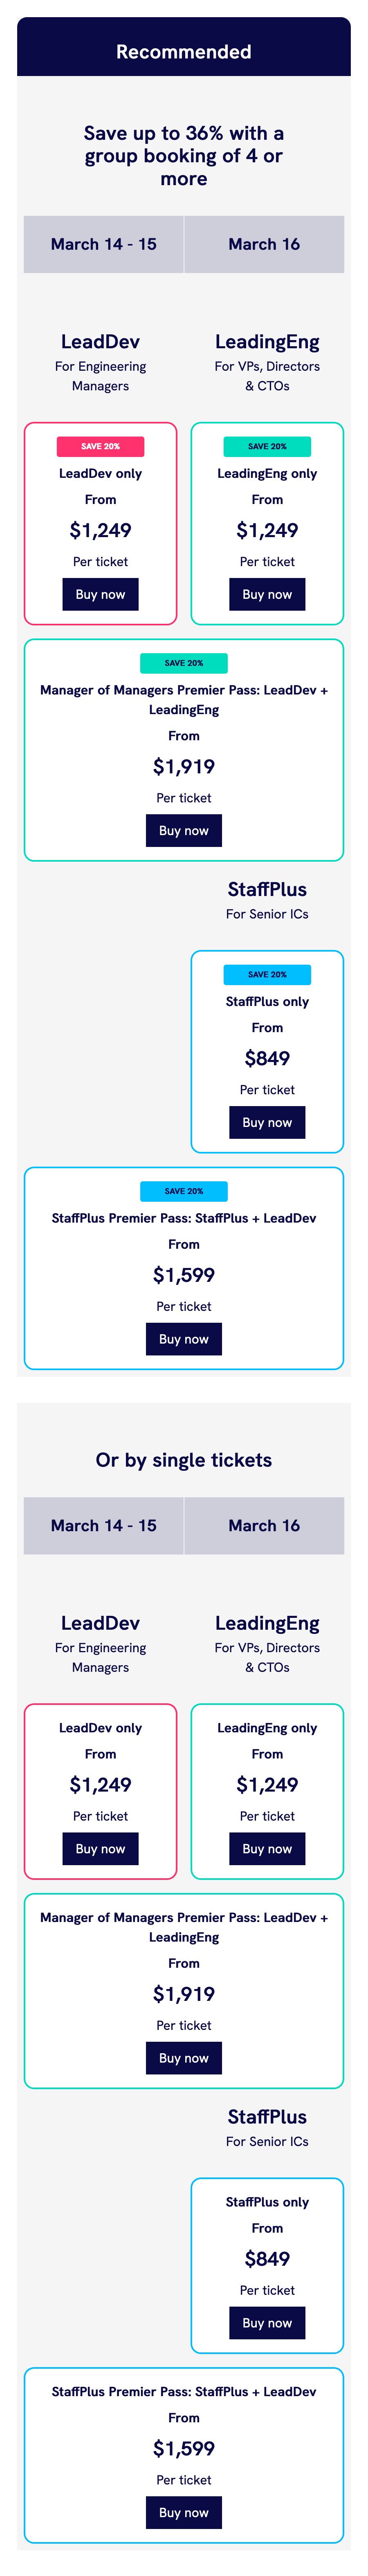 Recommended
Save up to 36% with a
group booking of 4 or
more
March 14 - 15
March 16
LeadDev
For Engineering
Managers
LeadingEng
For VPs, Directors
& CTOs
SAVE 20%
LeadDev only
From
$1,249
Per ticket
Buy now
SAVE 20%
LeadingEng only
From
$1,249
Per ticket
Buy now
SAVE 20%
Manager of Managers Premier Pass: LeadDev +
LeadingEng
From
$1,919
Per ticket
Buy now
StaffPlus
For Senior ICs
SAVE 20%
StaffPlus only
From
$849
Per ticket
Buy now
SAVE 20%
StaffPlus Premier Pass: StaffPlus + LeadDev
From
$1,599
Per ticket
Buy now
Or by single tickets
March 14 - 15
March 16
LeadDev
For Engineering
Managers
LeadingEng
For VPs, Directors
& CTOs
LeadDev only
From
$1,249
Per ticket
Buy now
LeadingEng only
From
$1,249
Per ticket
Buy now
Manager of Managers Premier Pass: LeadDev +
LeadingEng
From
$1,919
Per ticket
Buy now
StaffPlus
For Senior ICs
StaffPlus only
From
$849
Per ticket
Buy now
StaffPlus Premier Pass: StaffPlus + LeadDev
From
$1,599
Per ticket
Buy now